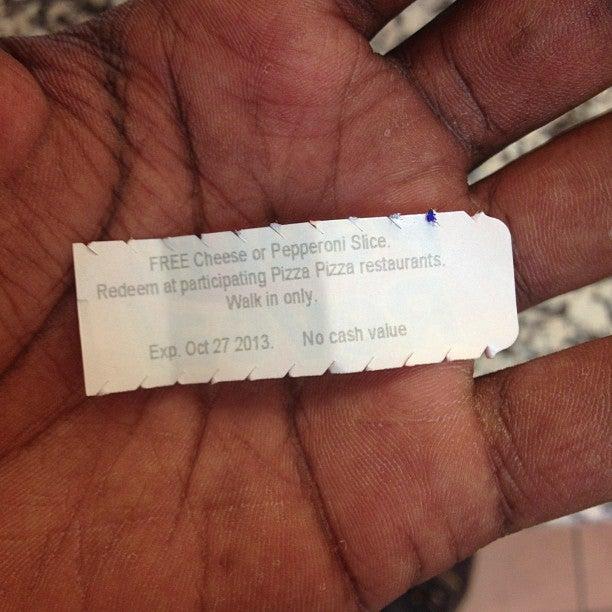 FREE Cheese or Pepperoni Slice.
Redeem at participating Pizza Pizza restaurants.
Walk in only.
Exp. Oct 27 2013. No cash value